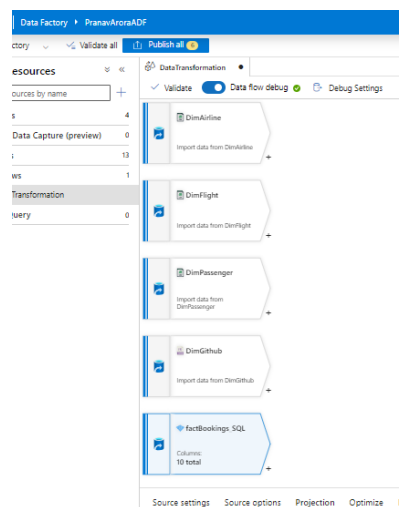 Data Factory ▸ PranavAroraADF
ctory Validate all Publish all 6
esources
ources by name
s 4
Data Capture (preview) 0
s 13
ws 1
Transformation
uery 0
DataTransformation
Validate Data flow debug Debug Settings
DimAirline
Import data from DimAirline
+
DimFlight
Import data from DimFlight
+
DimPassenger
Import data from
DimPassenger
+
DimGithub
Import data from DimGithub
+
factBookings_SQL
Columns:
10 total
+
Source settings Source options Projection Optimize